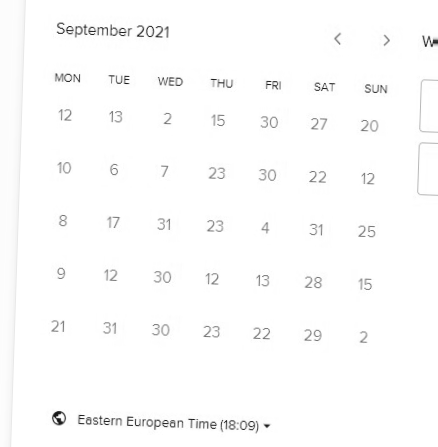 September 2021
MON TUE WED THU FRI SAT SUN
12 13 2 15 30 27 20
10 6 7 23 30 22 12
8 17 31 23 4 31 25
9 12 30 12 13 28 15
21 31 30 23 22 29 2
Eastern European Time (18:09)